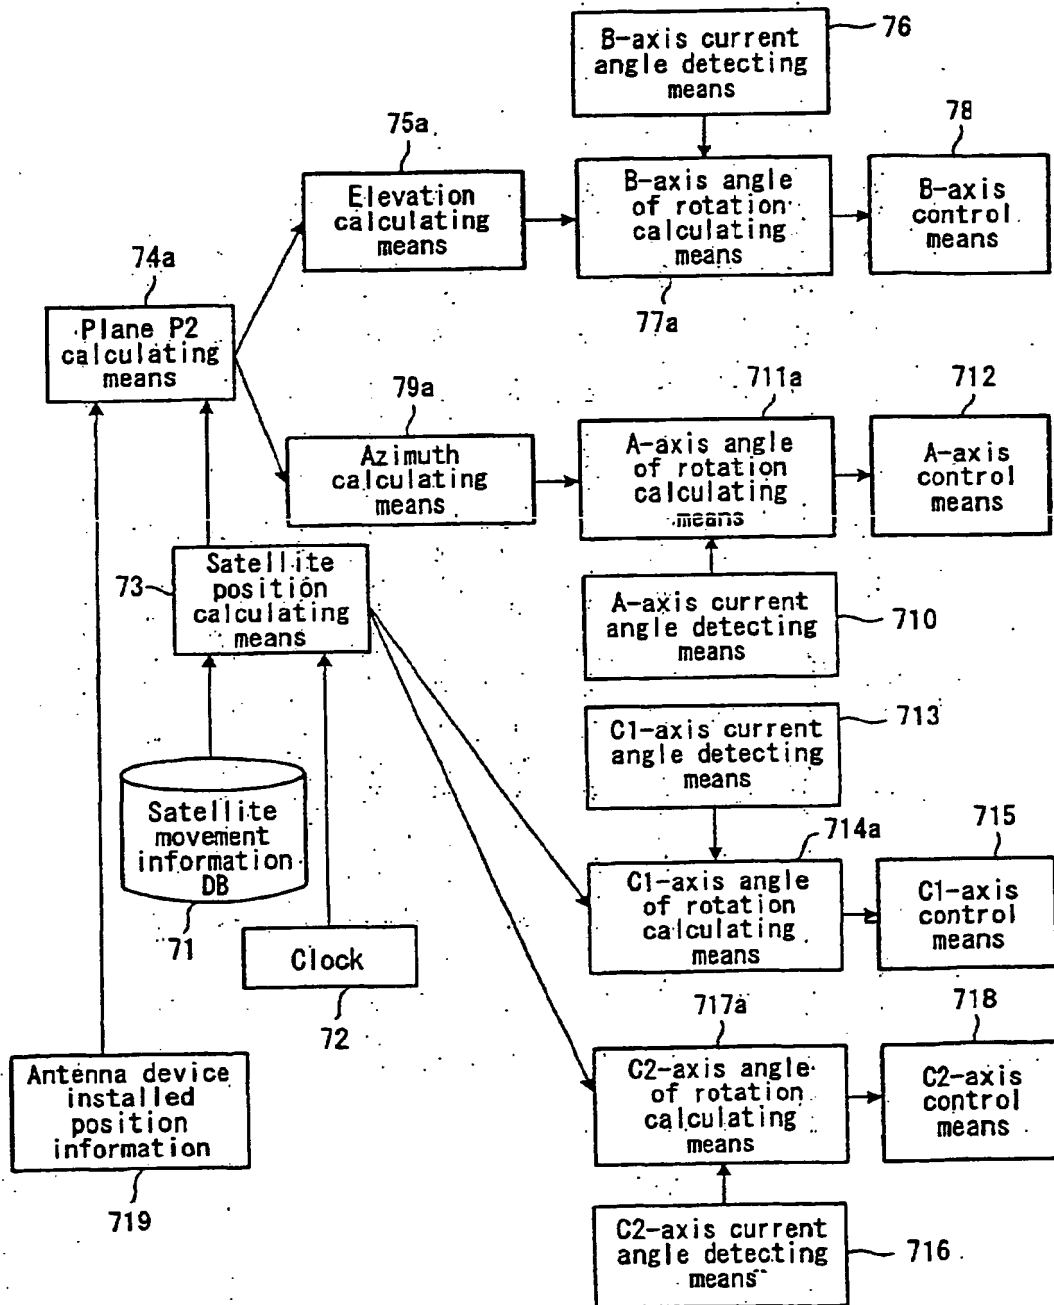 76
B-axis current
angle detecting
means
75a
Elevation
calculating
means
B-axis angle
of rotation
calculating
means
77a
78
B-axis
control
means
74a
Plane P2
calculating
means
79a
Azimuth
calculating
means
711a
A-axis angle
of rotation
calculating
means
712
A-axis
control
means
73
Satellite
position
calculating
means
A-axis current
angle detecting
means
710
C1-axis current
angle detecting
means
713
Satellite
movement
information
DB
71
Clock
72
714a
C1-axis angle
of rotation
calculating
means
715
C1-axis
control
means
717a
C2-axis angle
of rotation
calculating
means
718
C2-axis
control
means
Antenna device
installed
position
information
719
C2-axis current
angle detecting
means
716